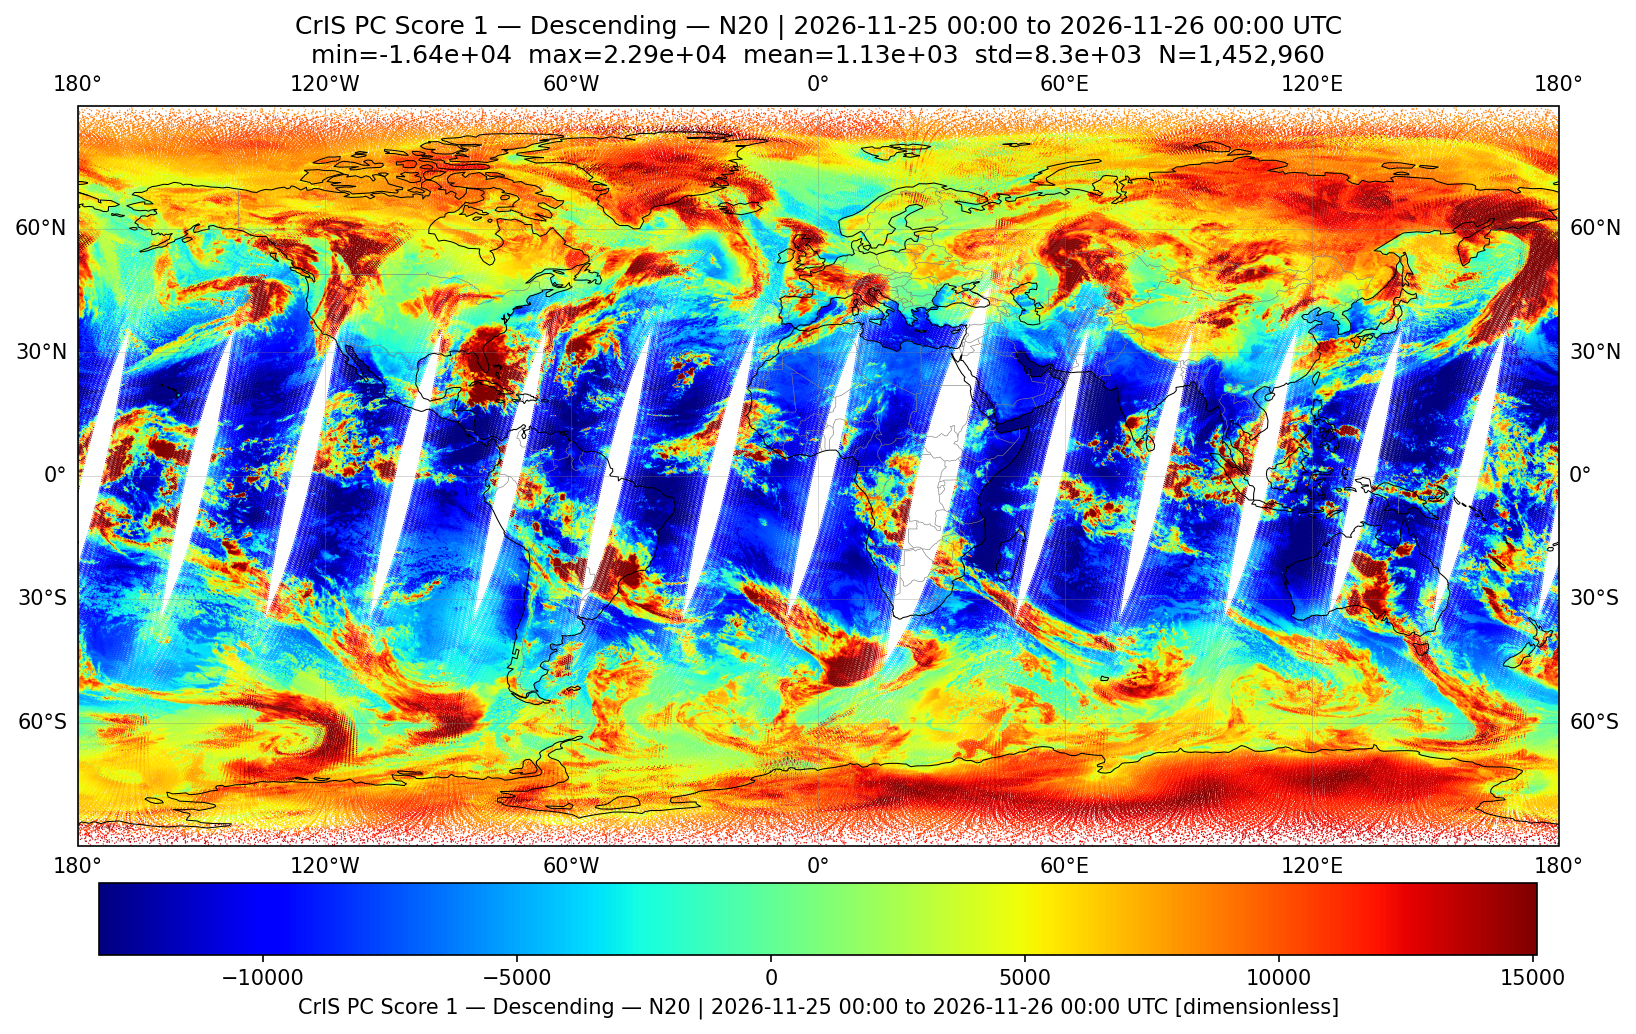 CrIS PC Score 1 — Descending — N20 | 2026-11-25 00:00 to 2026-11-26 00:00 UTC
min=-1.64e+04 max=2.29e+04 mean=1.13e+03 std=8.3e+03 N=1,452,960
180° 120°W 60°W 0° 60°E 120°E 180°
60°N 60°N
30°N 30°N
0° 0°
30°S 30°S
60°S 60°S
180° 120°W 60°W 0° 60°E 120°E 180°
−10000 −5000 0 5000 10000 15000
CrIS PC Score 1 — Descending — N20 | 2026-11-25 00:00 to 2026-11-26 00:00 UTC [dimensionless]